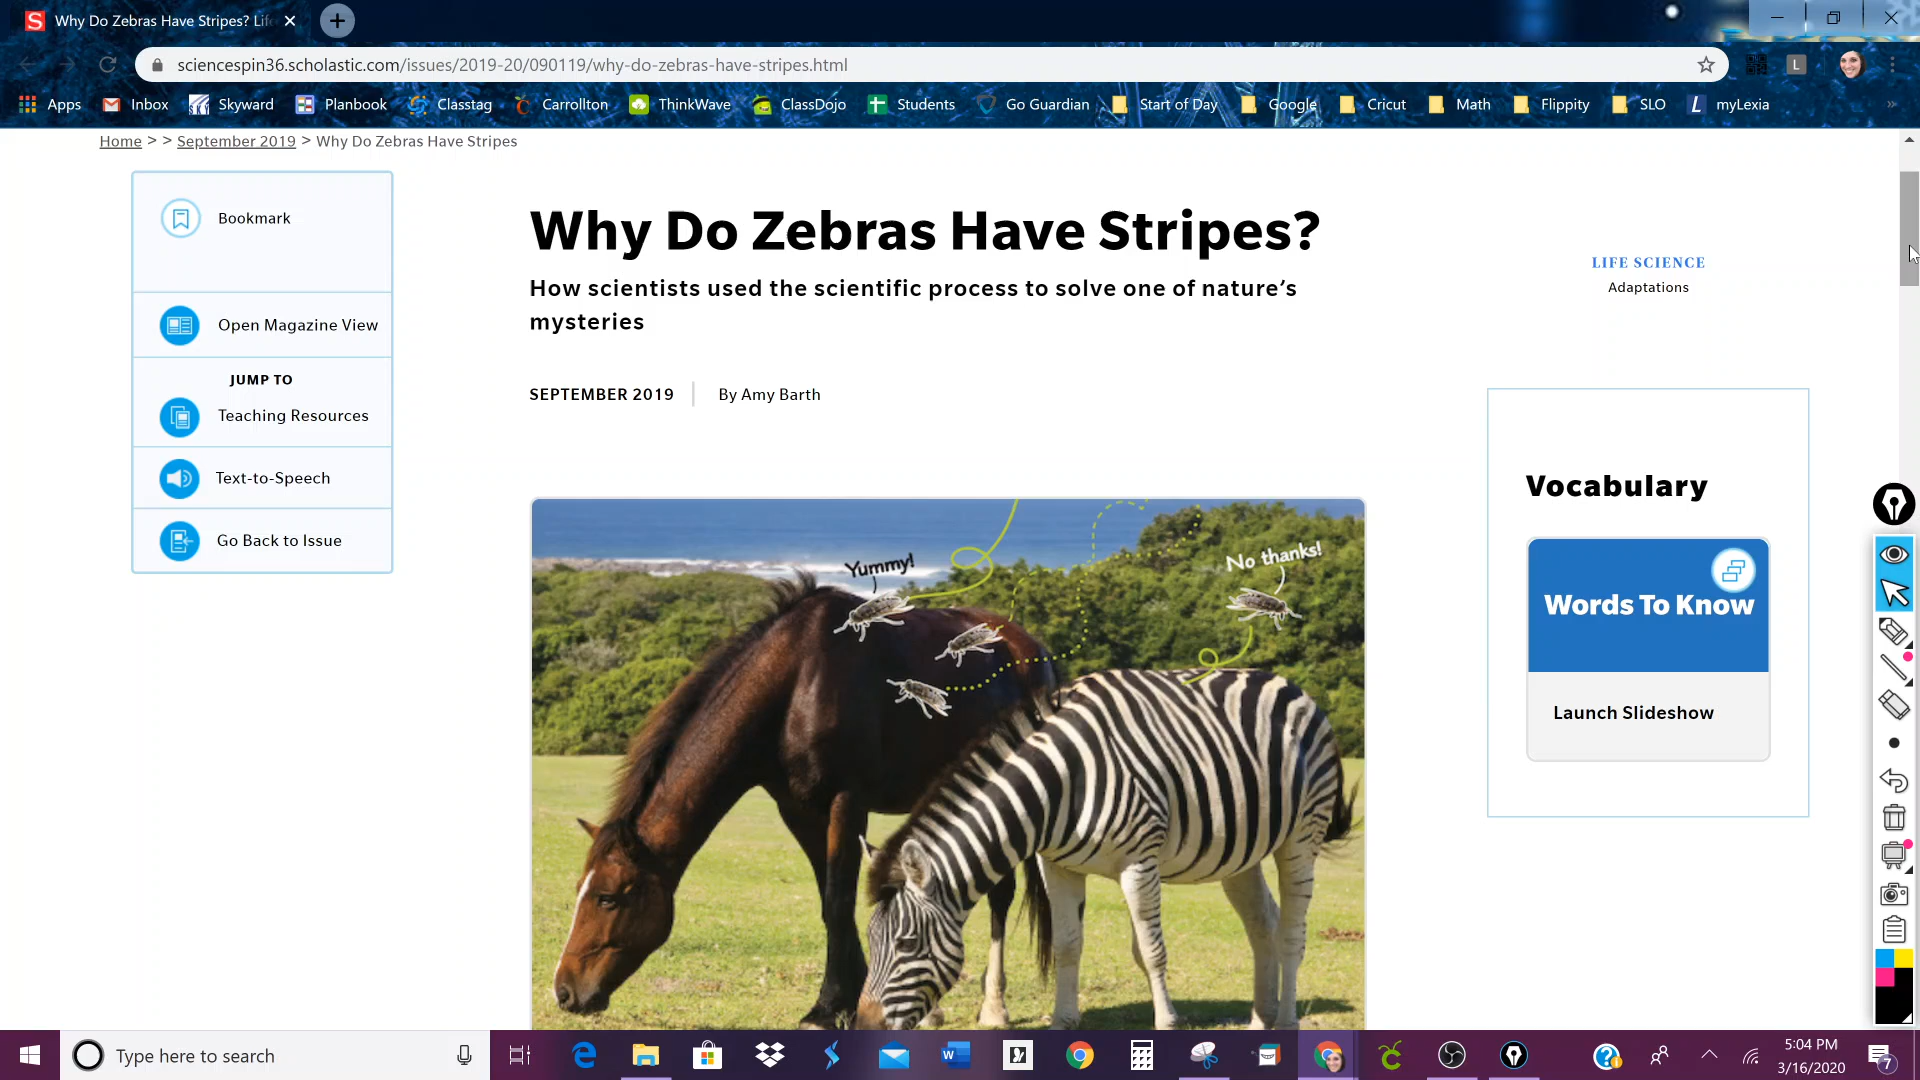 Why Do Zebras Have Stripes? Life
sciencespin36.scholastic.com/issues/2019-20/090119/why-do-zebras-have-stripes.html
L
Apps Inbox Skyward Planbook Classtag Carrollton ThinkWave ClassDojo Students Go Guardian Start of Day Google Cricut Math Flippity SLO myLexia
Home > > September 2019 > Why Do Zebras Have Stripes
Bookmark
Open Magazine View
JUMP TO
Teaching Resources
Text-to-Speech
Go Back to Issue
Why Do Zebras Have Stripes?
How scientists used the scientific process to solve one of nature’s
mysteries
SEPTEMBER 2019 By Amy Barth
LIFE SCIENCE
Adaptations
Yummy!
No thanks!
Vocabulary
Words To Know
Launch Slideshow
Type here to search
5:04 PM
3/16/2020
7